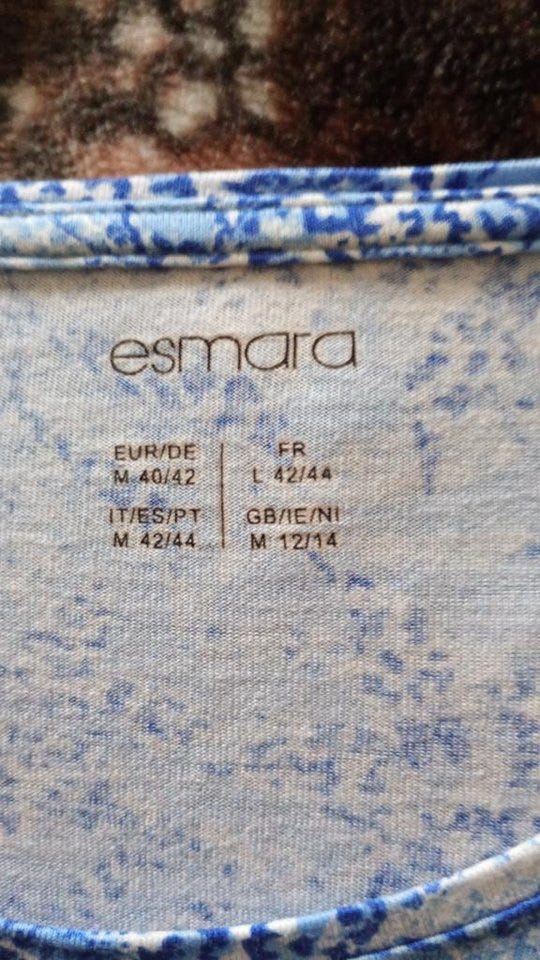 esmara
EUR/DE
M 40/42
FR
L 42/44
IT/ES/PT
M 42/44
GB/IE/NI
M 12/14